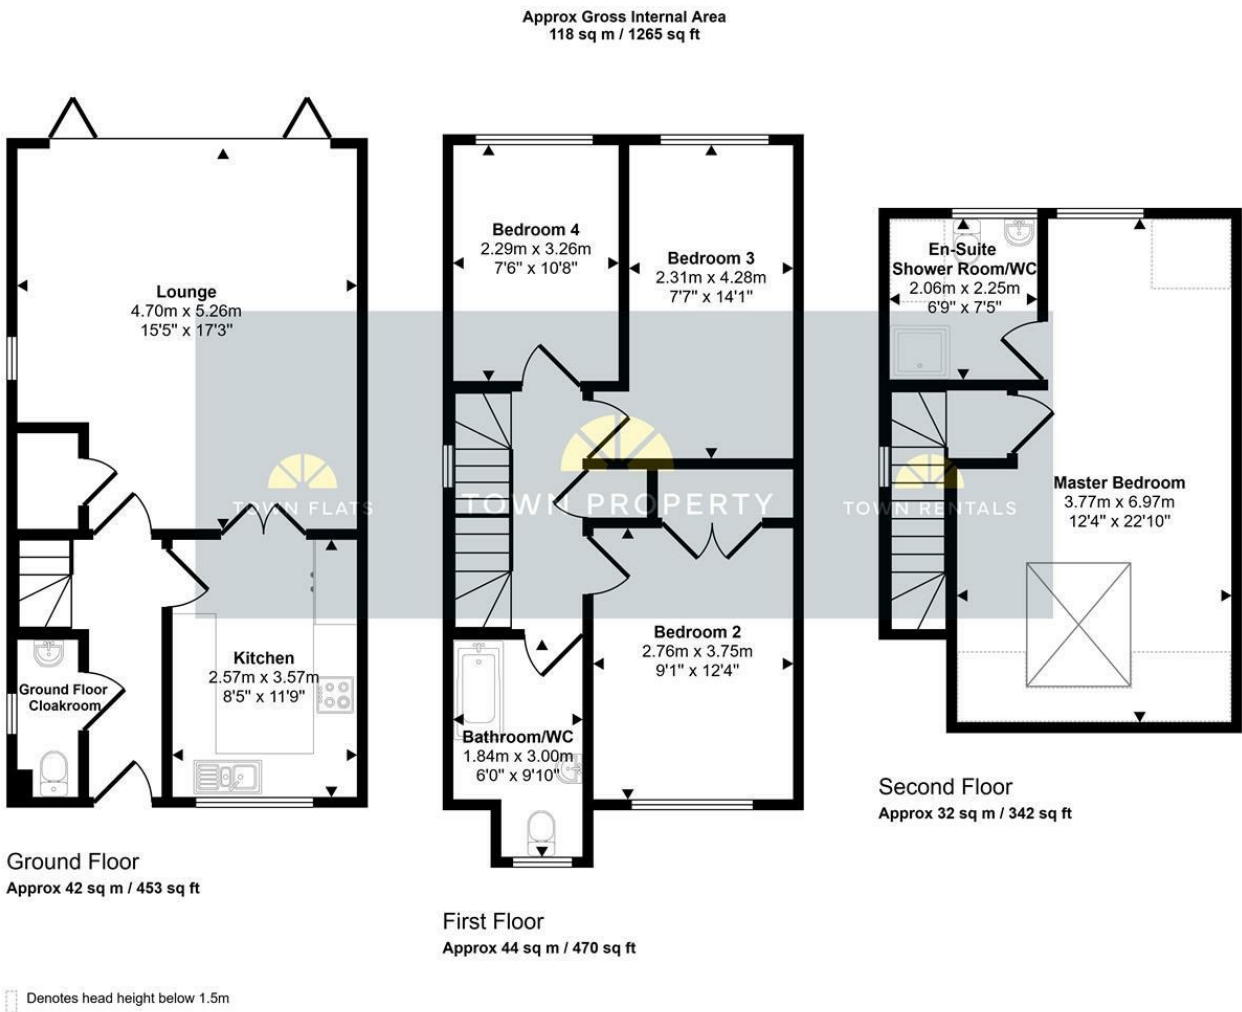 Approx Gross Internal Area
118 sq m / 1265 sq ft
Lounge
4.70m x 5.26m
15'5" x 17'3"
Kitchen
2.57m x 3.57m
8'5" x 11'9"
Ground Floor
Cloakroom
Ground Floor
Approx 42 sq m / 453 sq ft
Bedroom 4
2.29m x 3.26m
7'6" x 10'8"
Bedroom 3
2.31m x 4.28m
7'7" x 14'1"
Bedroom 2
2.76m x 3.75m
9'1" x 12'4"
Bathroom/WC
1.84m x 3.00m
6'0" x 9'10"
First Floor
Approx 44 sq m / 470 sq ft
En-Suite
Shower Room/WC
2.06m x 2.25m
6'9" x 7'5"
Master Bedroom
3.77m x 6.97m
12'4" x 22'10"
Second Floor
Approx 32 sq m / 342 sq ft
TOWN FLATS
TOWN PROPERTY
TOWN RENTALS
Denotes head height below 1.5m